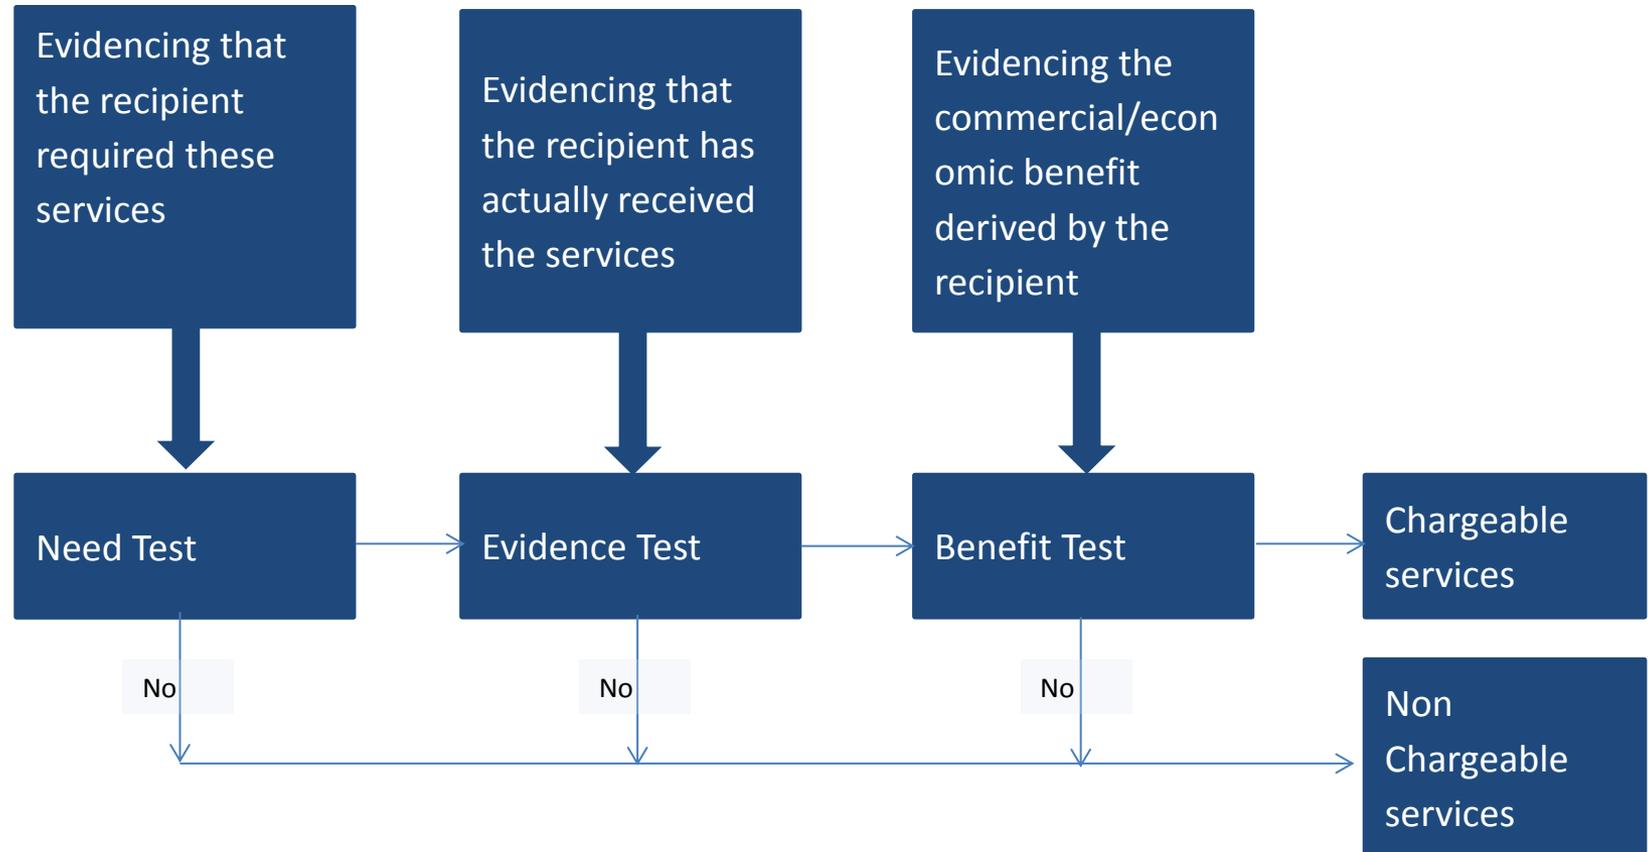 Evidencing that
the recipient
required these
services
Evidencing that
the recipient has
actually received
the services
Evidencing the
commercial/econ
omic benefit
derived by the
recipient
Need Test
Evidence Test
Benefit Test
Chargeable
services
No
No
No
Non
Chargeable
services